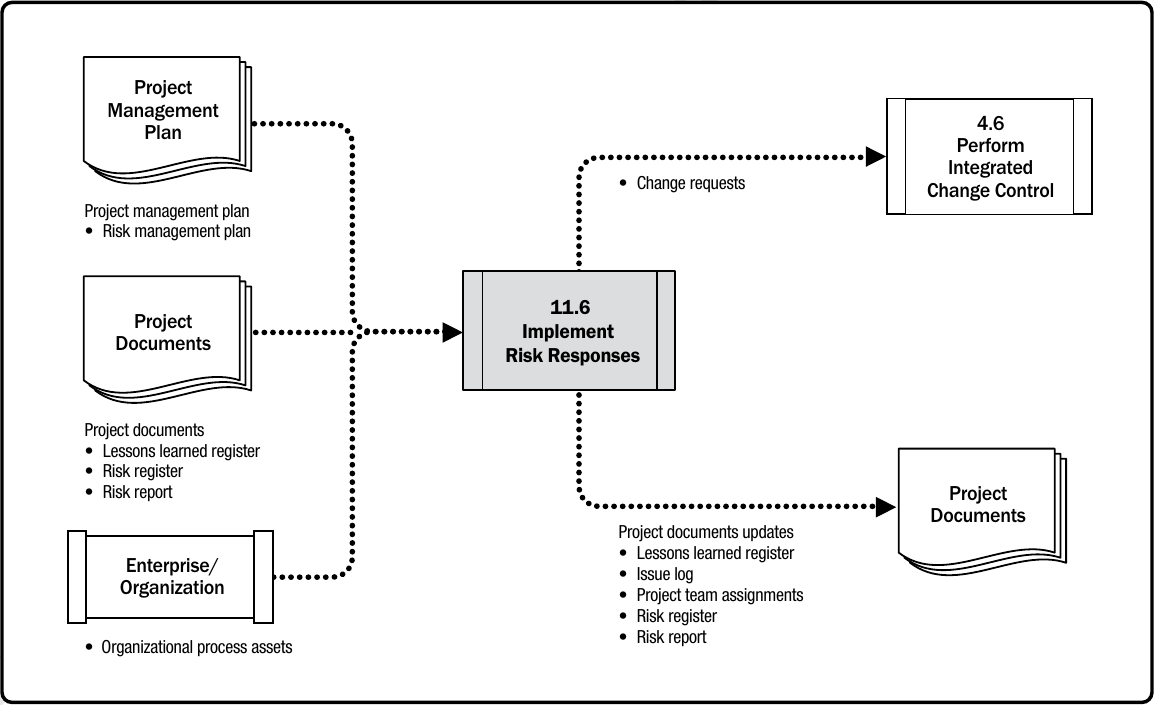 Project
Management
Plan
Project management plan
• Risk management plan
Project
Documents
Project documents
• Lessons learned register
• Risk register
• Risk report
Enterprise/
Organization
• Organizational process assets
11.6
Implement
Risk Responses
• Change requests
4.6
Perform
Integrated
Change Control
Project documents updates
• Lessons learned register
• Issue log
• Project team assignments
• Risk register
• Risk report
Project
Documents